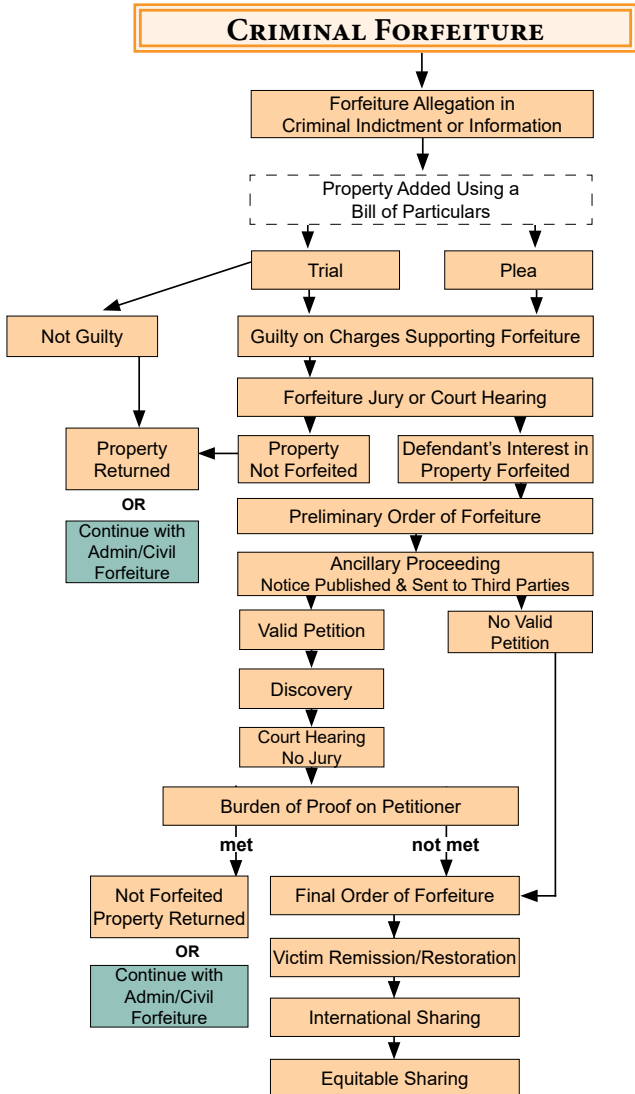 CRIMINAL FORFEITURE
Forfeiture Allegation in
Criminal Indictment or Information
Property Added Using a
Bill of Particulars
Trial
Plea
Not Guilty
Guilty on Charges Supporting Forfeiture
Forfeiture Jury or Court Hearing
Property
Returned
Property
Not Forfeited
Defendant's Interest in
Property Forfeited
OR
Continue with
Admin/Civil
Forfeiture
Preliminary Order of Forfeiture
Ancillary Proceeding
Notice Published & Sent to Third Parties
Valid Petition
No Valid
Petition
Discovery
Court Hearing
No Jury
Burden of Proof on Petitioner
met
not met
Not Forfeited
Property Returned
Final Order of Forfeiture
OR
Continue with
Admin/Civil
Forfeiture
Victim Remission/Restoration
International Sharing
Equitable Sharing